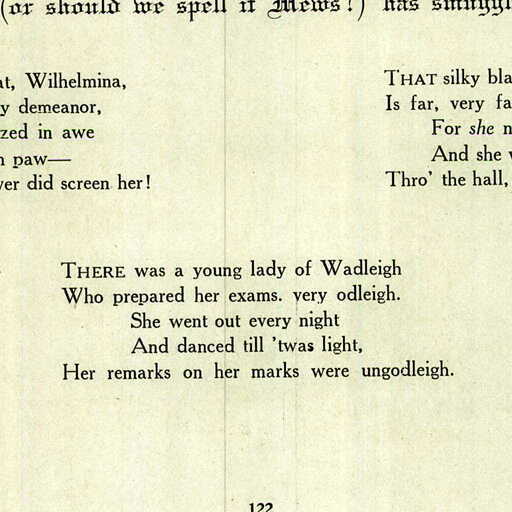 (or should we spell it Mews!) has
at, Wilhelmina,
y demeanor,
zed in awe
n paw—
ver did screen her!
THAT silky bla
Is far, very fa
For she n
And she w
Thro' the hall,
THERE was a young lady of Wadleigh
Who prepared her exams. very odleigh.
She went out every night
And danced till 'twas light,
Her remarks on her marks were ungodleigh.
122